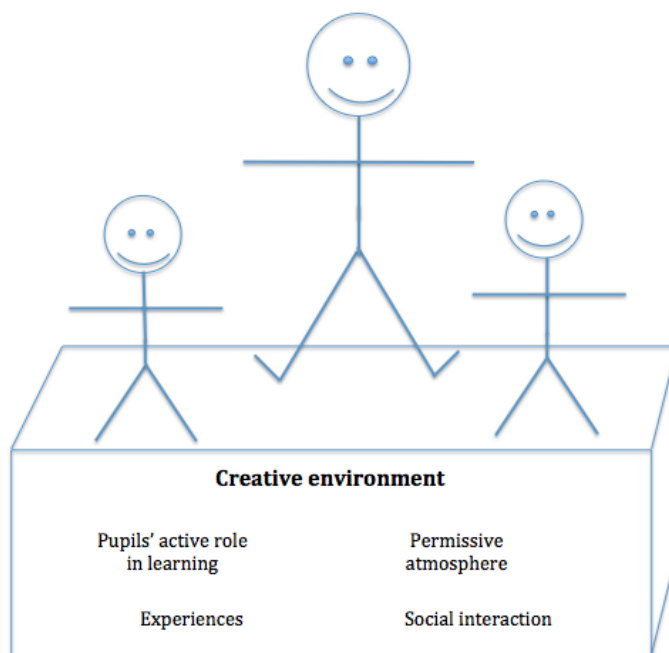 Creative environment
Pupils’ active role
in learning
Permissive
atmosphere
Experiences
Social interaction